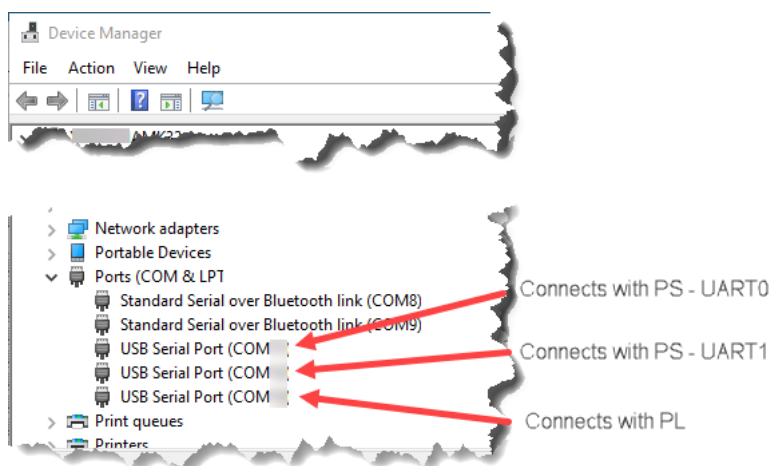 Device Manager
File Action View Help
Network adapters
Portable Devices
Ports (COM & LPT
Standard Serial over Bluetooth link (COM8)
Standard Serial over Bluetooth link (COM9)
USB Serial Port (COM
USB Serial Port (COM
USB Serial Port (COM
Print queues
Printers
Connects with PS - UART0
Connects with PS - UART1
Connects with PL